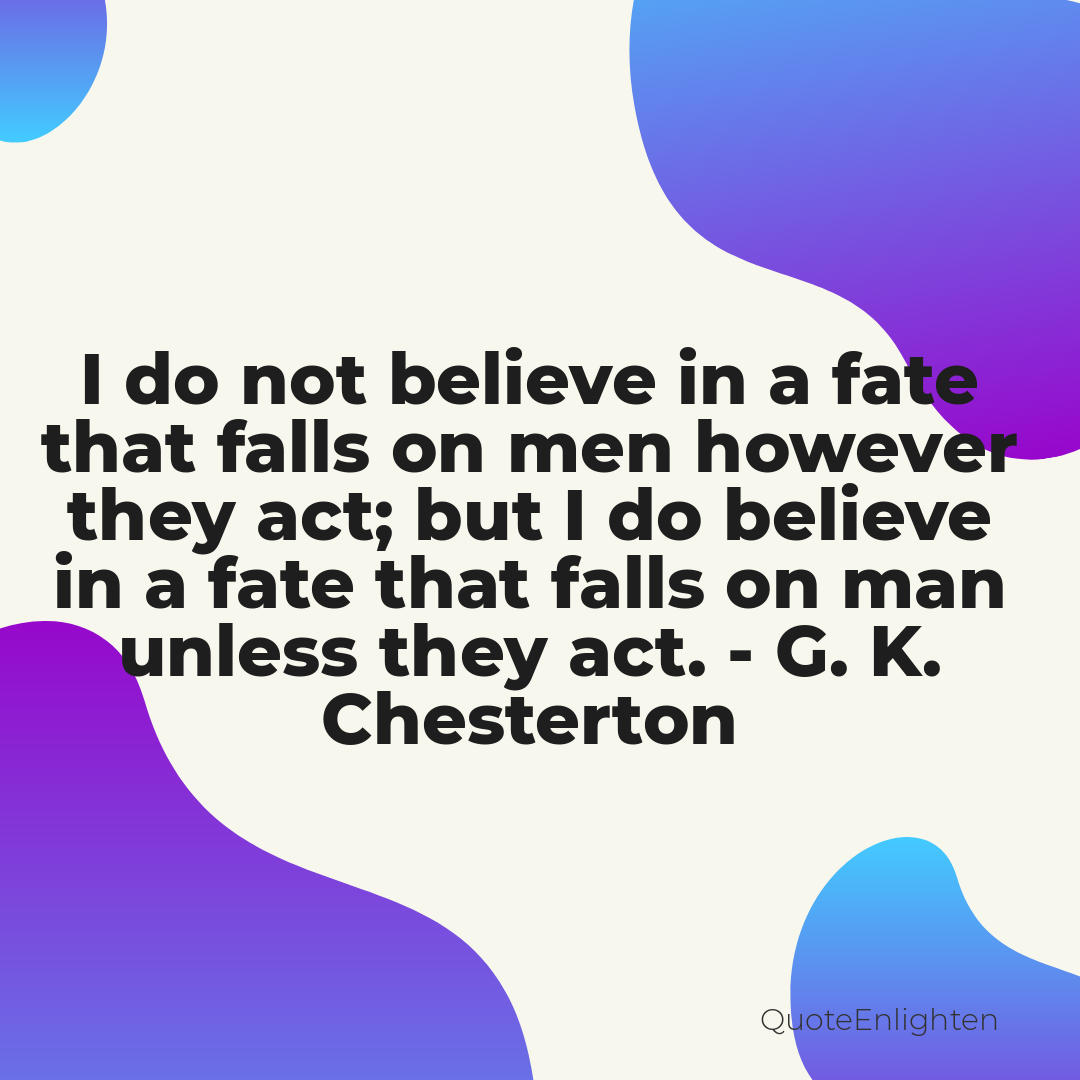 I do not believe in a fate
that falls on men however
they act; but I do believe
in a fate that falls on man
unless they act. - G. K.
Chesterton
QuoteEnlighten